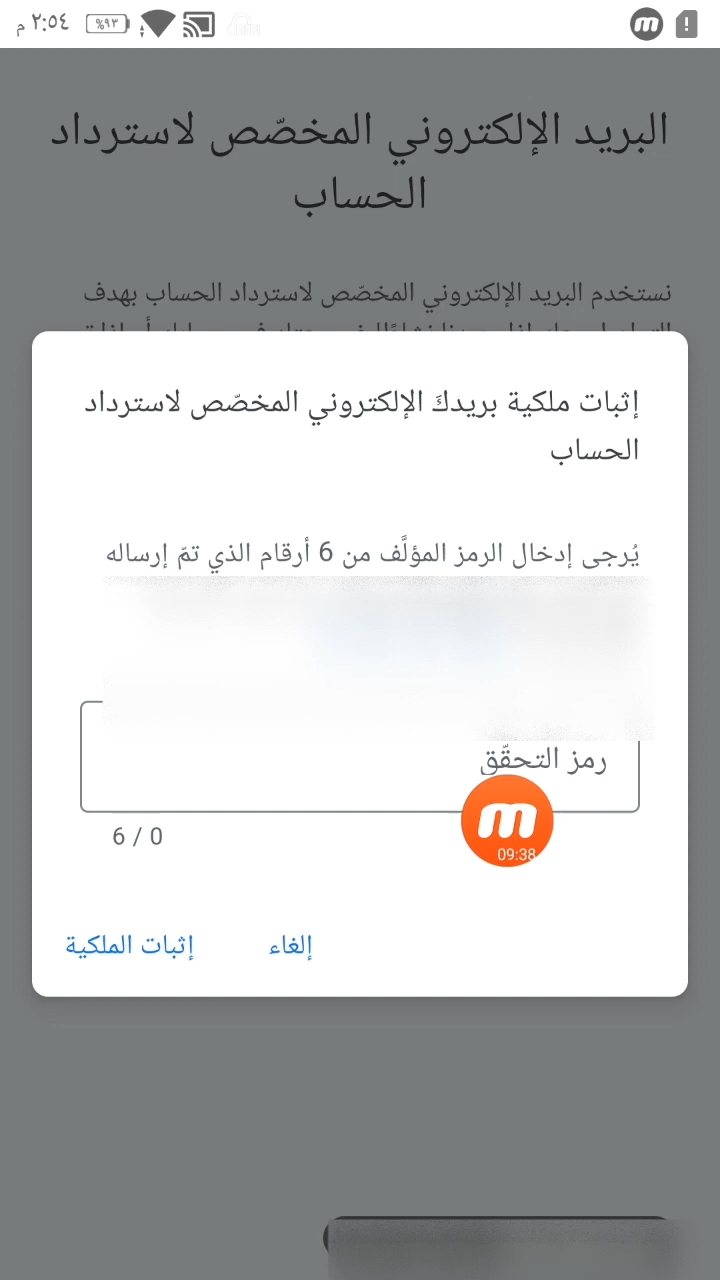 ٢:٥٤ م
%٩٣
البريد الإلكتروني المخصّص لاسترداد
الحساب
نستخدم البريد الإلكتروني المخصّص لاسترداد الحساب بهدف
إثبات ملكية بريدكَ الإلكتروني المخصّص لاسترداد
الحساب
يُرجى إدخال الرمز المؤلَّف من 6 أرقام الذي تمّ إرساله
رمز التحقّق
6 / 0
09:38
إلغاء
إثبات الملكية